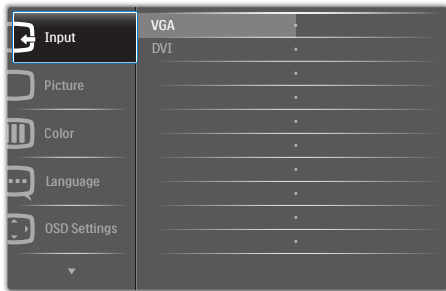 Input
VGA
DVI
Picture
Color
Language
OSD Settings